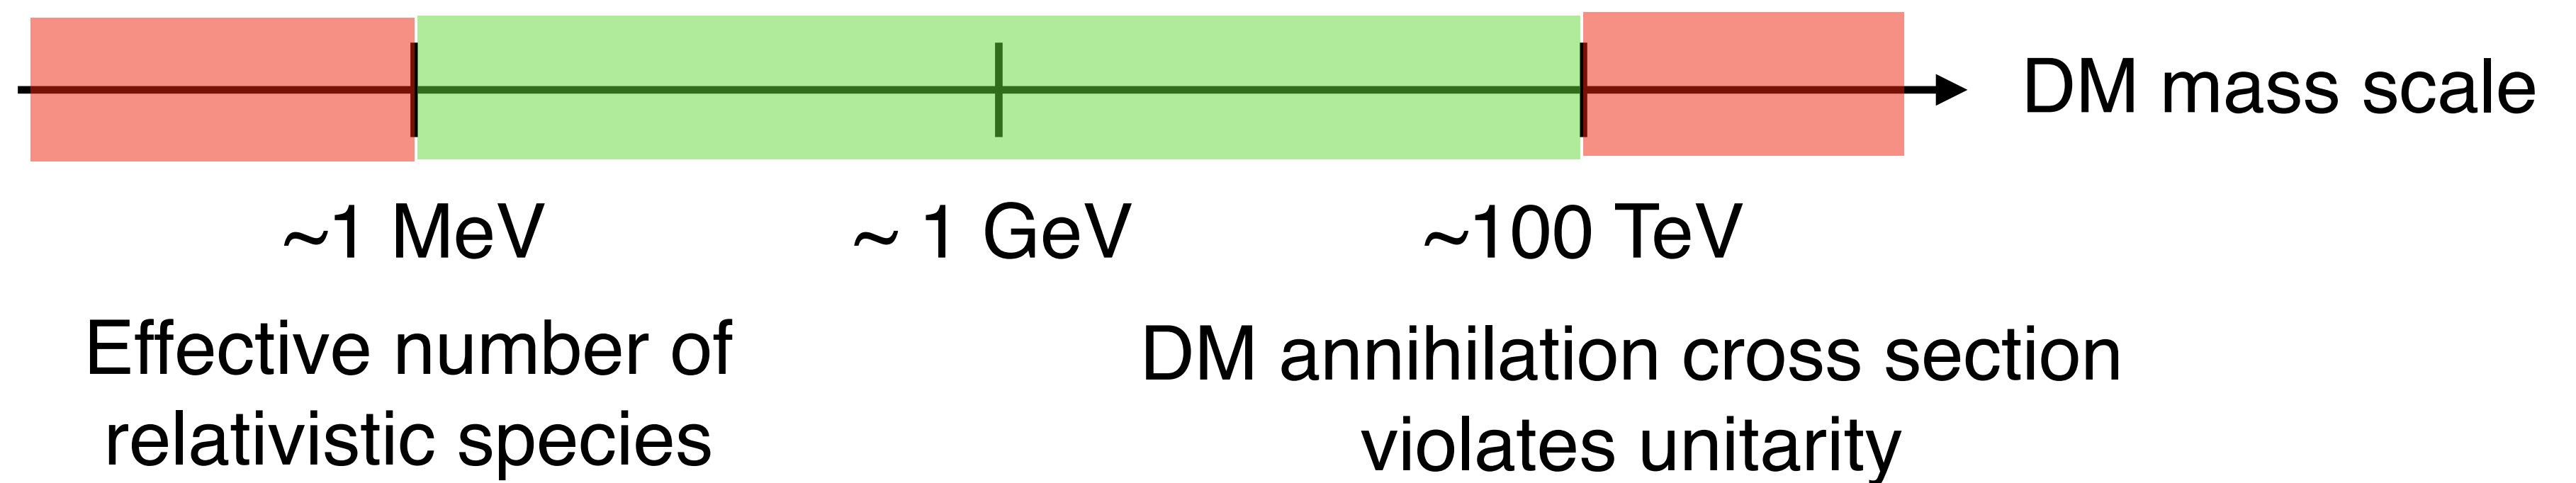 DM mass scale
~1 MeV
~ 1 GeV
~100 TeV
Effective number of
relativistic species
DM annihilation cross section
violates unitarity